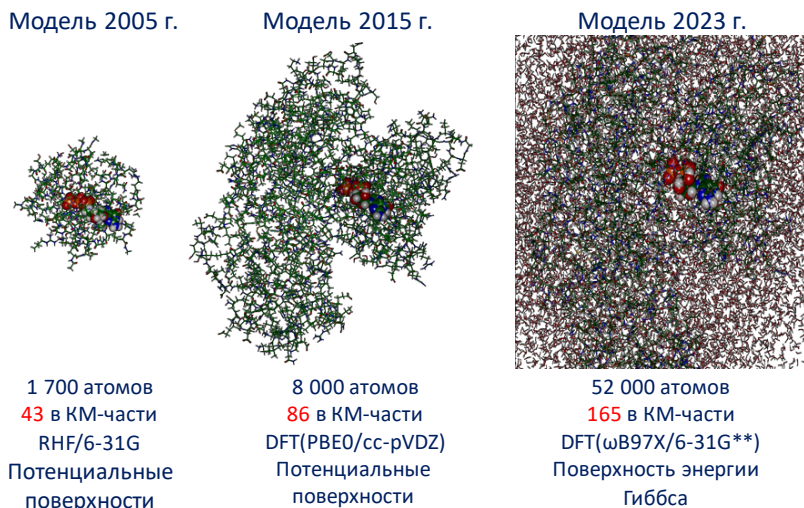 Модель 2005 г.
Модель 2015 г.
Модель 2023 г.
1 700 атомов
43 в КМ-части
RHF/6-31G
Потенциальные
поверхности
8 000 атомов
86 в КМ-части
DFT(PBE0/cc-pVDZ)
Потенциальные
поверхности
52 000 атомов
165 в КМ-части
DFT(ωB97X/6-31G**)
Поверхность энергии
Гиббса